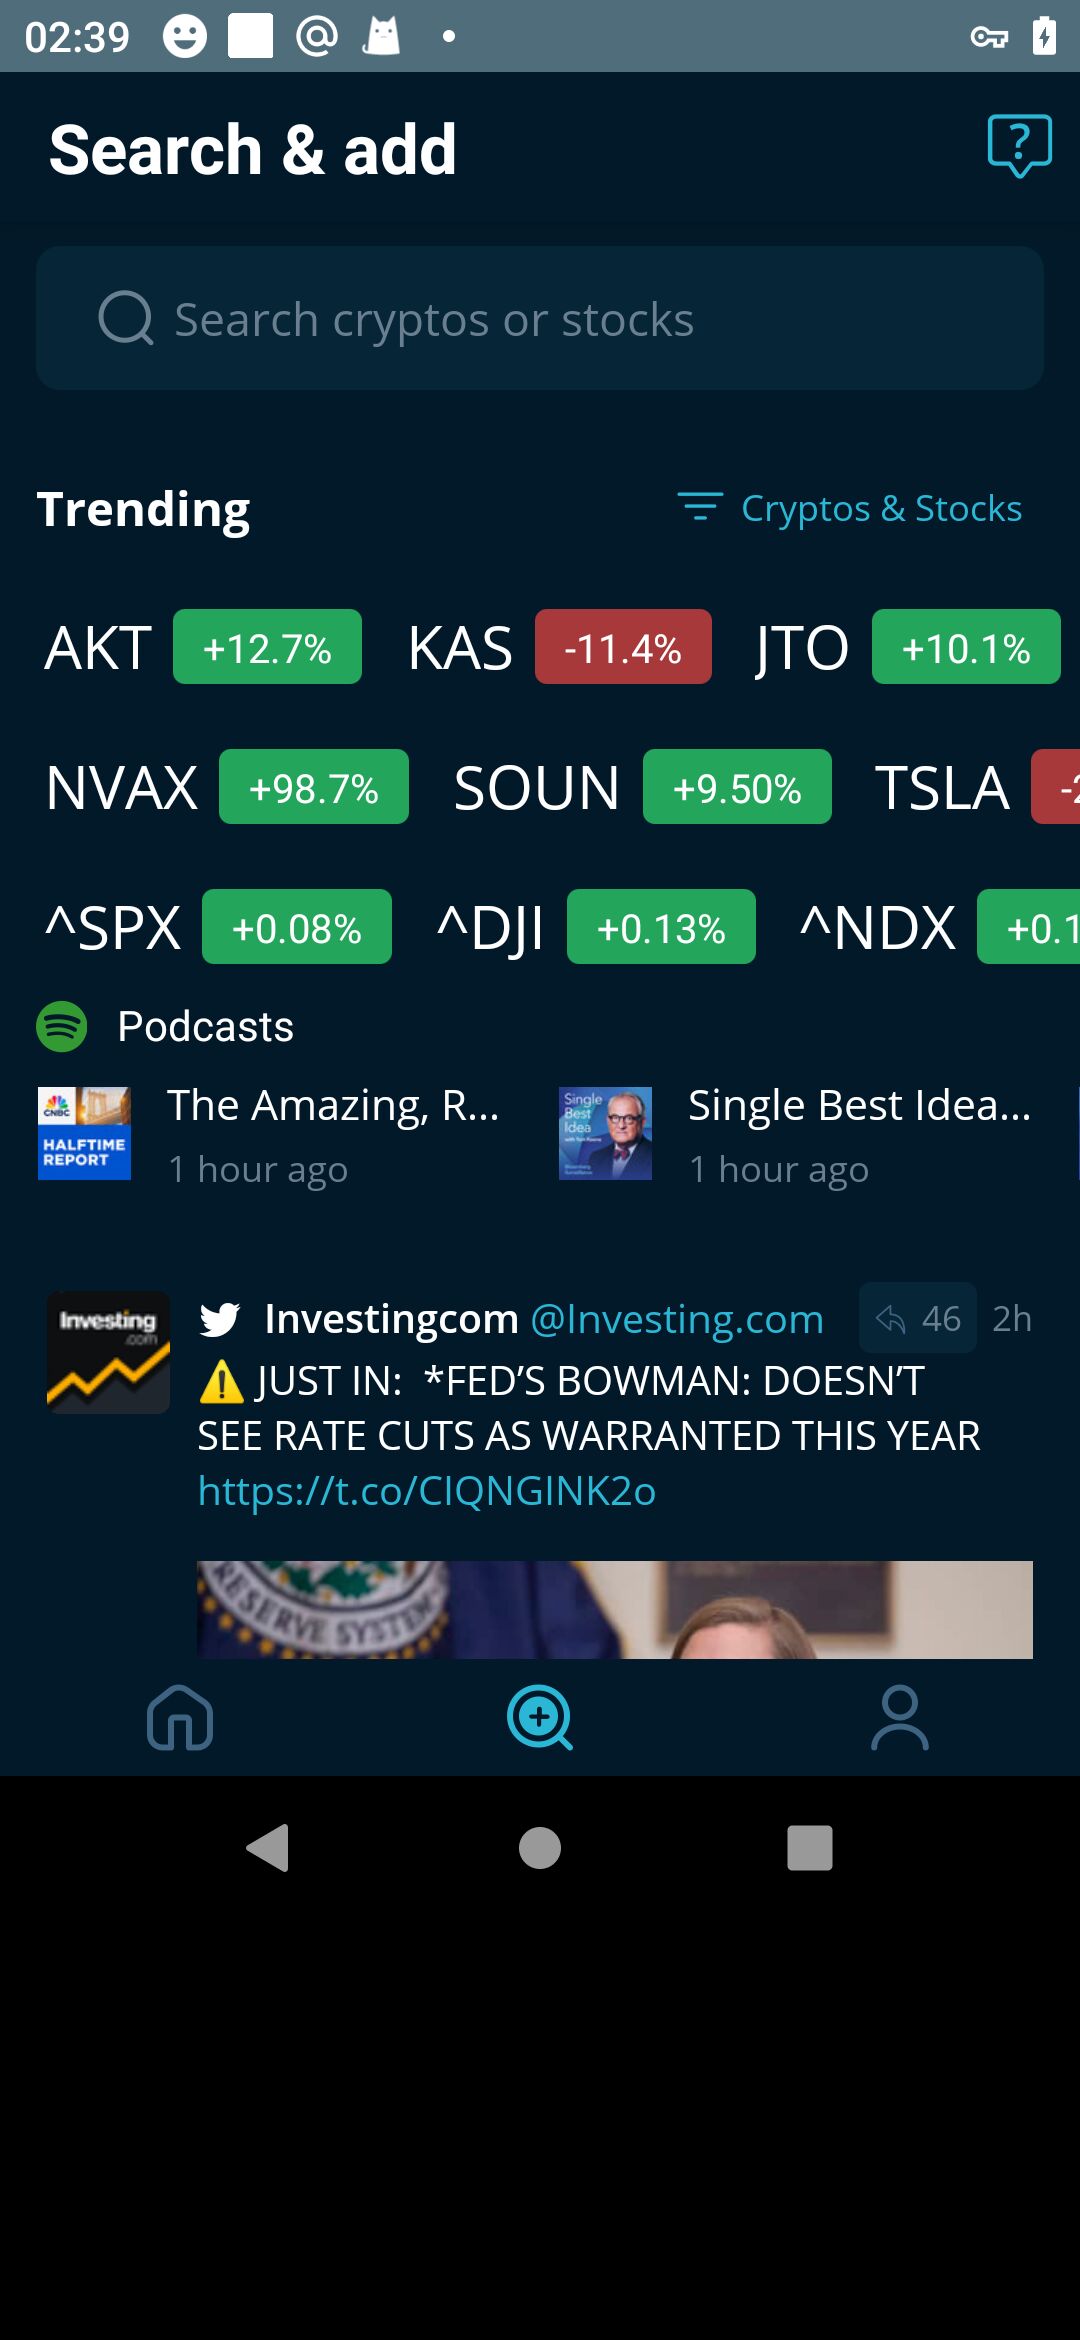 02:39
Search & add
?
Search cryptos or stocks
Trending
Cryptos & Stocks
AKT +12.7% KAS -11.4% JTO +10.1%
NVAX +98.7% SOUN +9.50% TSLA -2
^SPX +0.08% ^DJI +0.13% ^NDX +0.1
Podcasts
The Amazing, R... Single Best Idea...
1 hour ago 1 hour ago
CNBC
HALFTIME
REPORT
Single
Best
Idea
with Tom Keene
Investing
.com
Investingcom @Investing.com 46 2h
⚠️ JUST IN:  *FED’S BOWMAN: DOESN’T
SEE RATE CUTS AS WARRANTED THIS YEAR
https://t.co/CIQNGINK2o
RESERVE SYSTEM